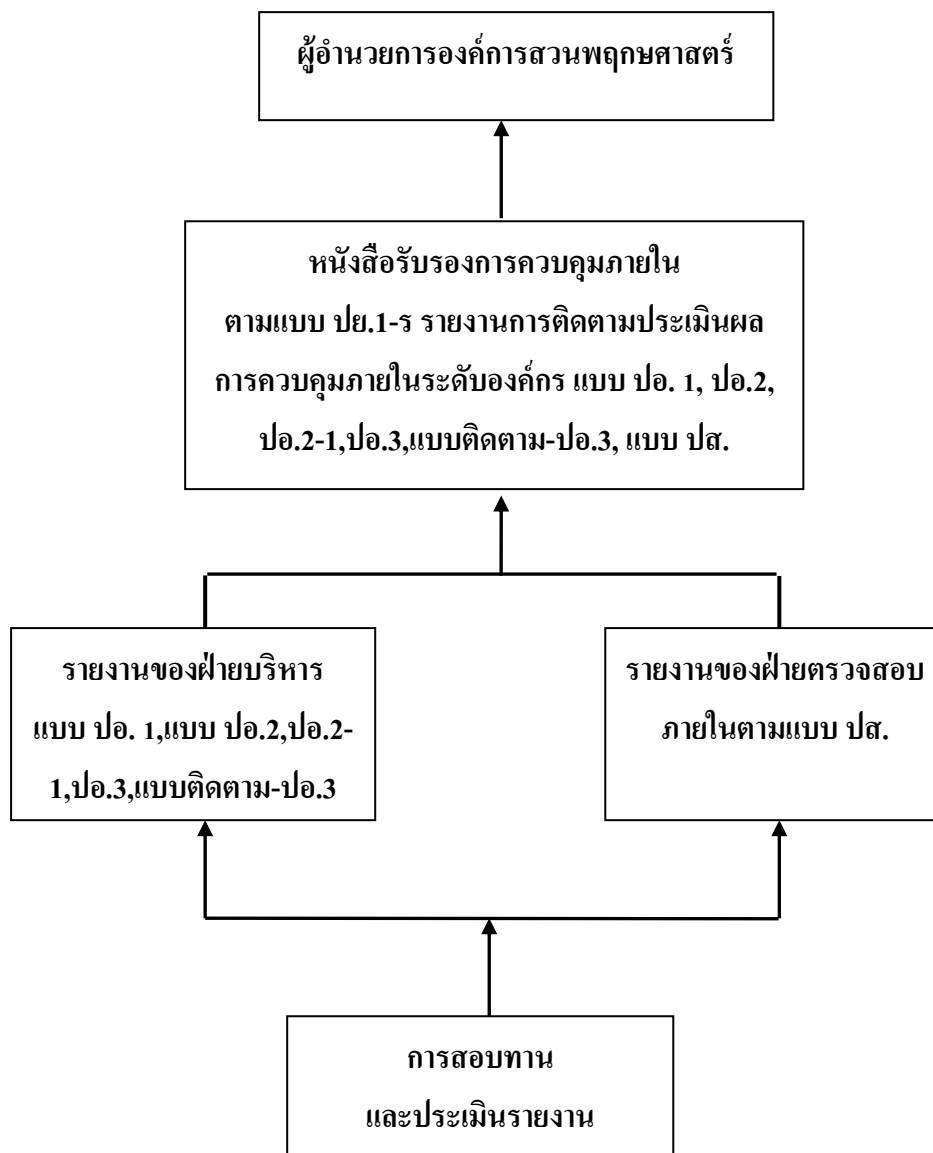 ผู้อำนวยการองค์การสวนพฤกษศาสตร์
หนังสือรับรองการควบคุมภายใน
ตามแบบ ปย.1-ร รายงานการติดตามประเมินผล
การควบคุมภายในระดับองค์กร แบบ ปอ. 1, ปอ.2,
ปอ.2-1,ปอ.3,แบบติดตาม-ปอ.3, แบบ ปส.
รายงานของฝ่ายบริหาร
แบบ ปอ. 1,แบบ ปอ.2,ปอ.2-
1,ปอ.3,แบบติดตาม-ปอ.3
รายงานของฝ่ายตรวจสอบ
ภายในตามแบบ ปส.
การสอบทาน
และประเมินรายงาน